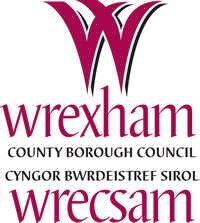 wrexham
COUNTY BOROUGH COUNCIL
CYNGOR BWRDEISTREF SIROL
wrecsam